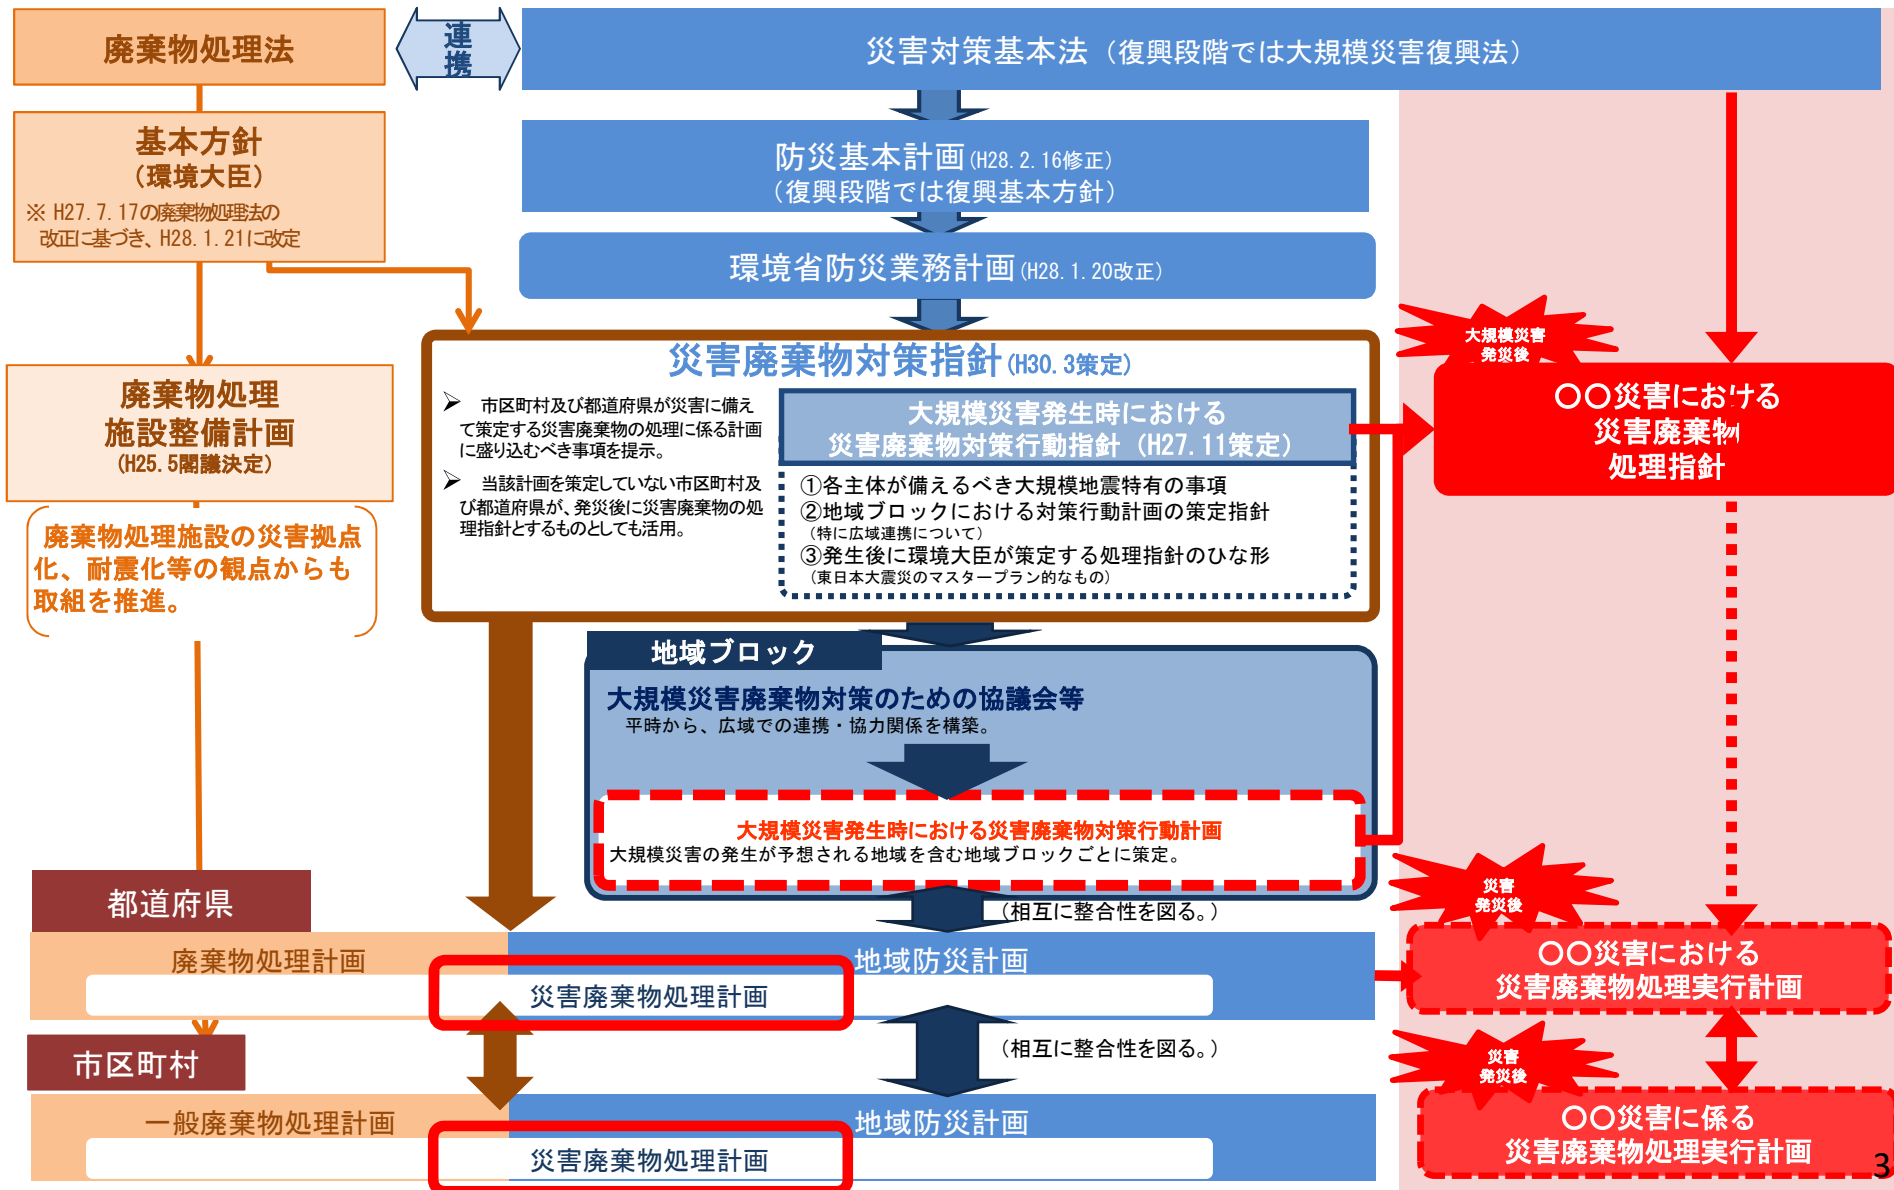 廃棄物処理法
連
携
災害対策基本法（復興段階では大規模災害復興法）
基本方針
（環境大臣）
※ H27.7.17の廃棄物処理法の
改正に基づき、H28.1.21に改定
防災基本計画(H28.2.16修正)
（復興段階では復興基本方針）
環境省防災業務計画(H28.1.20改正)
廃棄物処理
施設整備計画
(H25.5閣議決定)
廃棄物処理施設の災害拠点
化、耐震化等の観点からも
取組を推進。
災害廃棄物対策指針(H30.3策定)
➢ 市区町村及び都道府県が災害に備え
て策定する災害廃棄物の処理に係る計画
に盛り込むべき事項を提示。
➢ 当該計画を策定していない市区町村及
び都道府県が、発災後に災害廃棄物の処
理指針とするものとしても活用。
大規模災害発生時における
災害廃棄物対策行動指針（H27.11策定）
①各主体が備えるべき大規模地震特有の事項
②地域ブロックにおける対策行動計画の策定指針
（特に広域連携について）
③発生後に環境大臣が策定する処理指針のひな形
（東日本大震災のマスタープラン的なもの）
大規模災害
発災後
〇〇災害における
災害廃棄物
処理指針
地域ブロック
大規模災害廃棄物対策のための協議会等
平時から、広域での連携・協力関係を構築。
大規模災害発生時における災害廃棄物対策行動計画
大規模災害の発生が予想される地域を含む地域ブロックごとに策定。
（相互に整合性を図る。）
都道府県
廃棄物処理計画
地域防災計画
災害廃棄物処理計画
災害
発災後
〇〇災害における
災害廃棄物処理実行計画
（相互に整合性を図る。）
市区町村
一般廃棄物処理計画
地域防災計画
災害廃棄物処理計画
災害
発災後
〇〇災害に係る
災害廃棄物処理実行計画
3